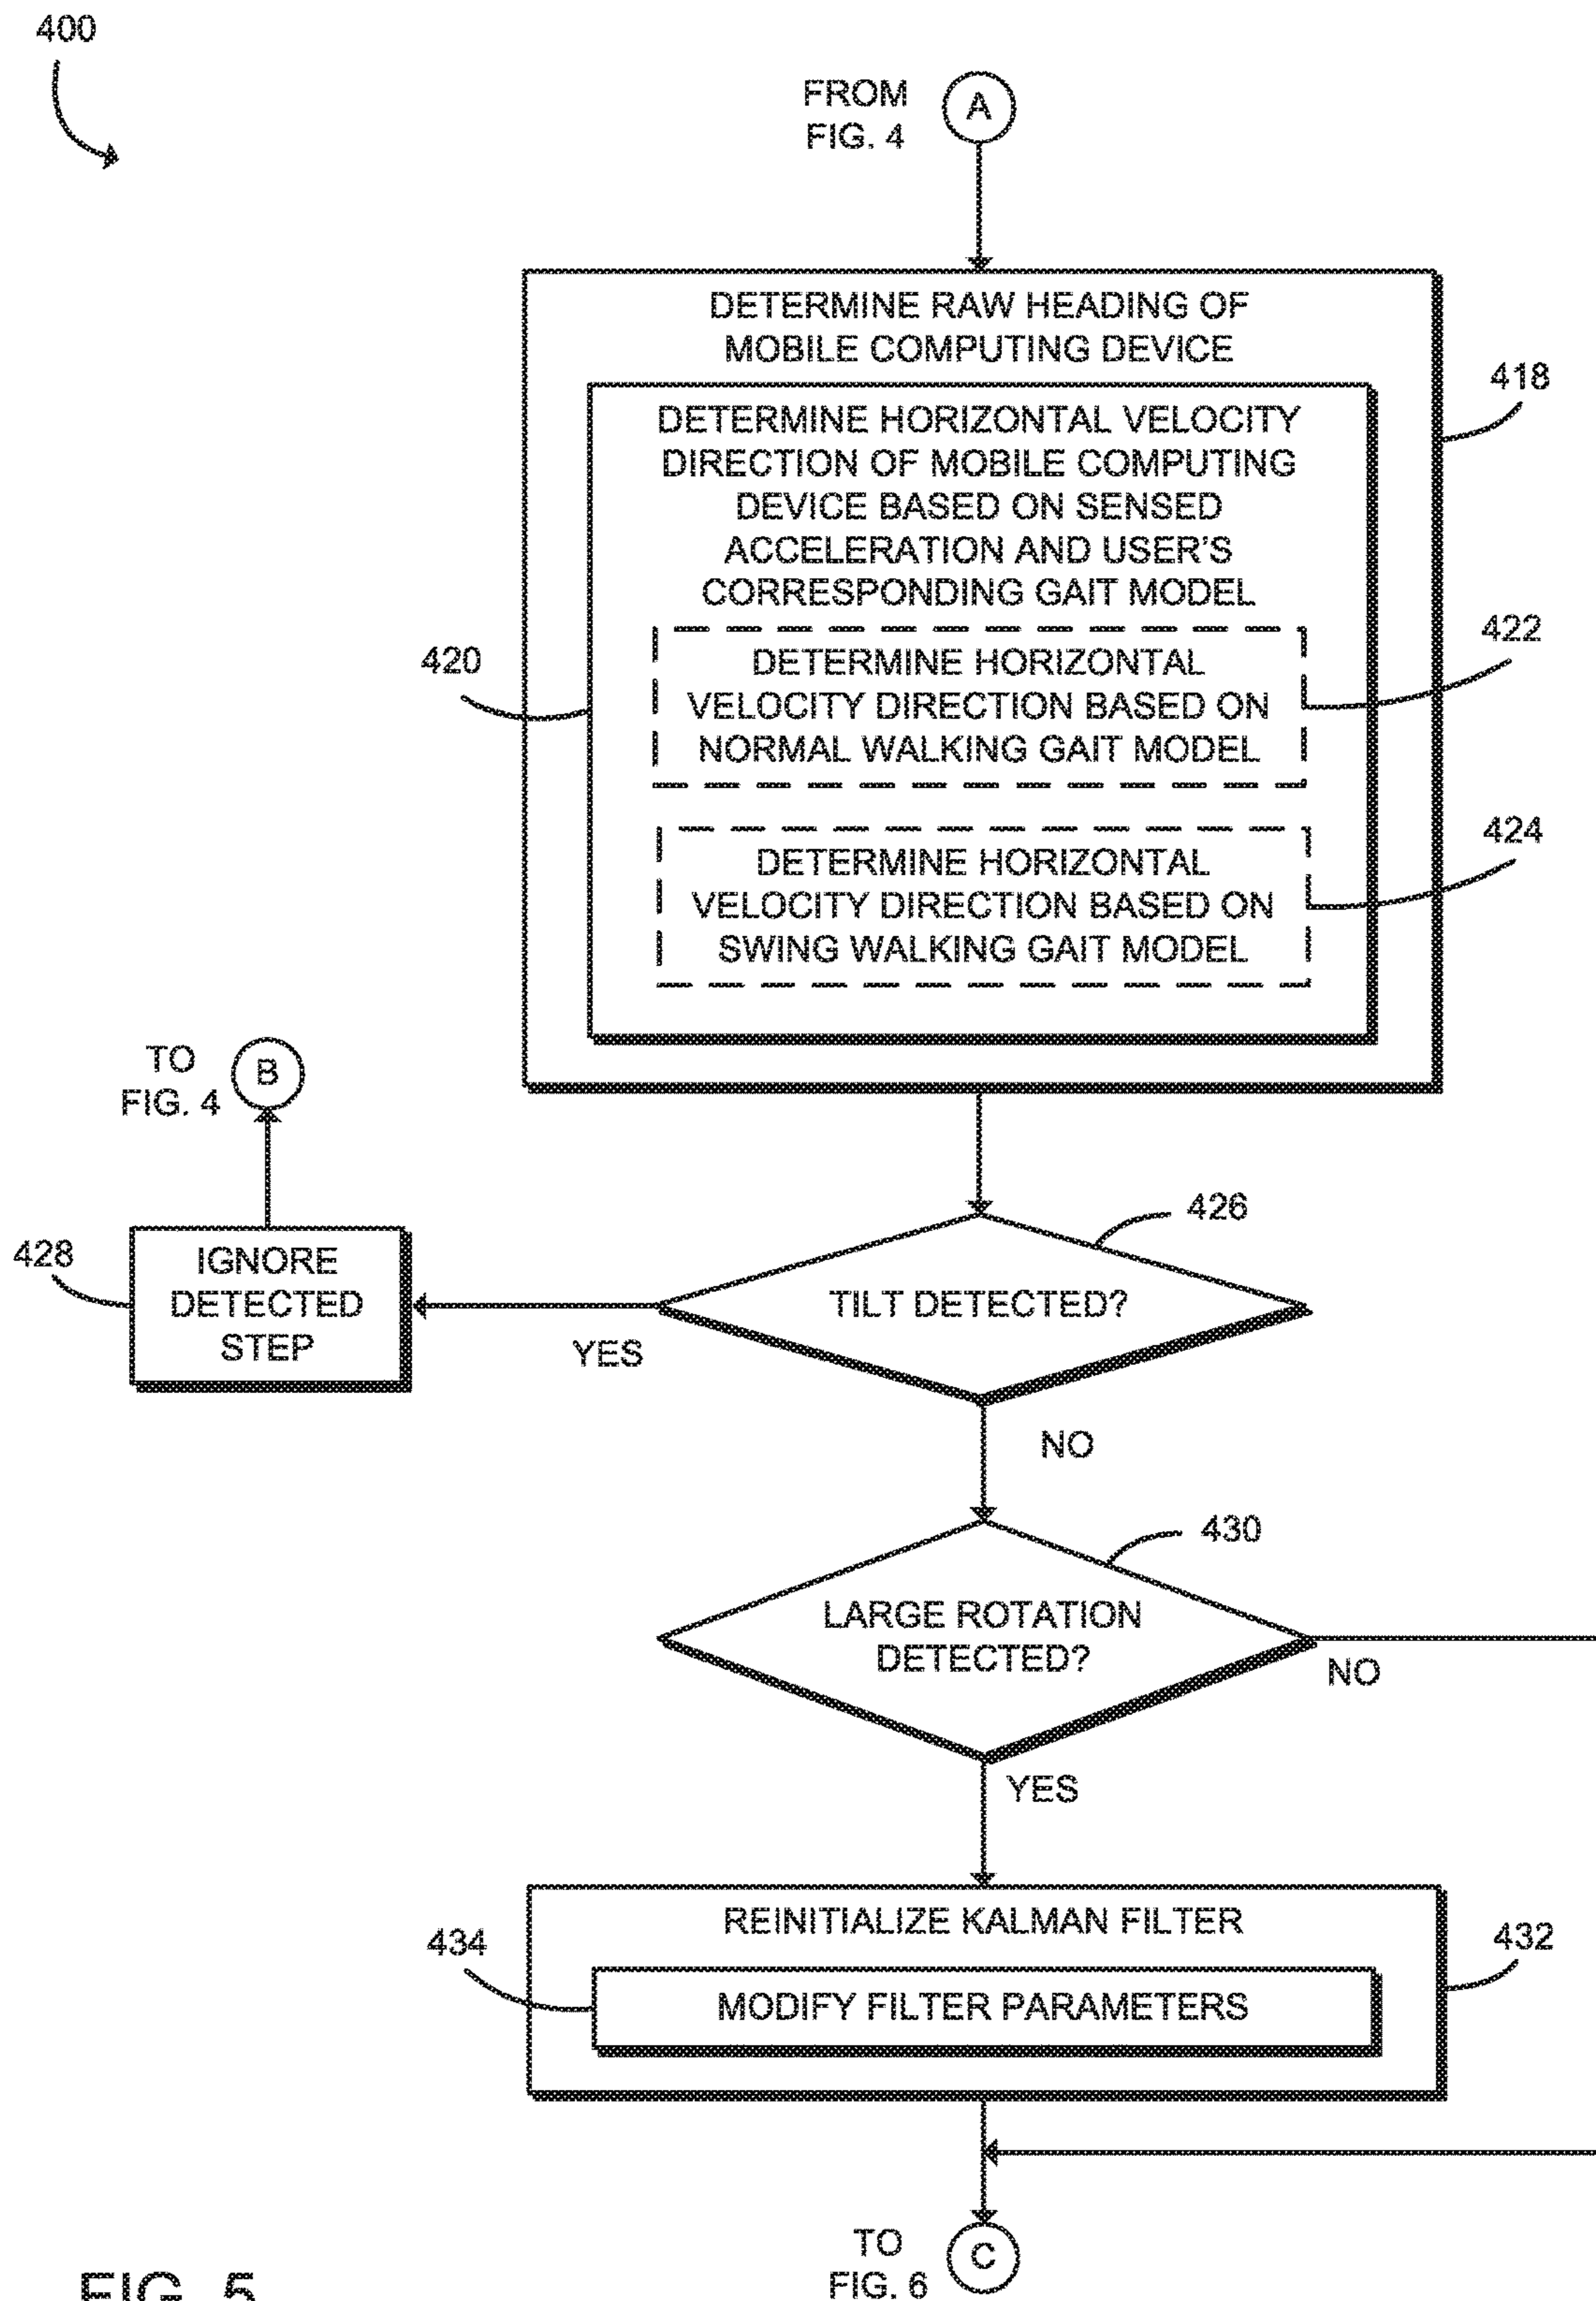 400
FROM
FIG. 4
A
DETERMINE RAW HEADING OF
MOBILE COMPUTING DEVICE
418
DETERMINE HORIZONTAL VELOCITY
DIRECTION OF MOBILE COMPUTING
DEVICE BASED ON SENSED
ACCELERATION AND USER'S
CORRESPONDING GAIT MODEL
420
422
DETERMINE HORIZONTAL
VELOCITY DIRECTION BASED ON
NORMAL WALKING GAIT MODEL
424
DETERMINE HORIZONTAL
VELOCITY DIRECTION BASED ON
SWING WALKING GAIT MODEL
TO
FIG. 4
B
426
428
IGNORE
DETECTED
STEP
TILT DETECTED?
YES
NO
430
LARGE ROTATION
DETECTED?
NO
YES
REINITIALIZE KALMAN FILTER
432
434
MODIFY FILTER PARAMETERS
TO
FIG. 6
C
FIG. 5